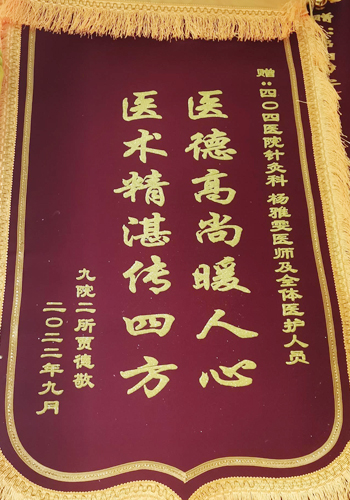 赠:四〇四医院针灸科 杨雅雯医师及全体医护人员
医德高尚暖人心
医术精湛传四方
九院二所贾德敬
二〇二二年九月